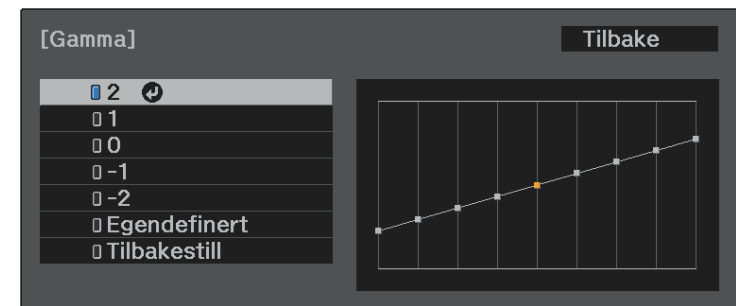 [Gamma]
Tilbake
2
1
0
-1
-2
Egendefinert
Tilbakestill